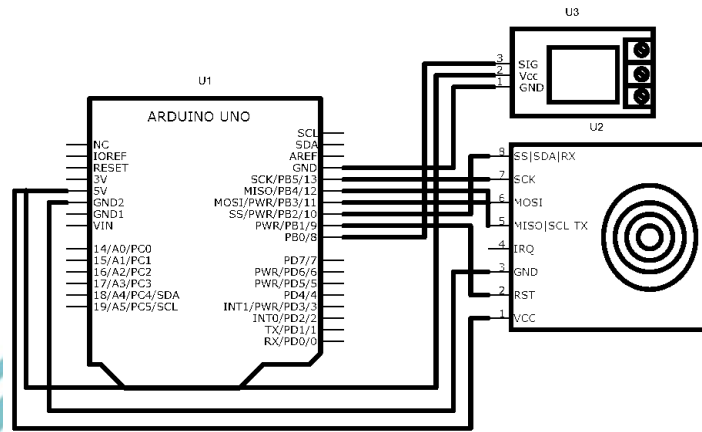 U3
3 SIG
2 Vcc
1 GND
U1
ARDUINO UNO
NC
IOREF
RESET
3V
5V
GND2
GND1
VIN
14/A0/PC0
15/A1/PC1
16/A2/PC2
17/A3/PC3
18/A4/PC4/SDA
19/A5/PC5/SCL
SCL
SDA
AREF
GND
SCK/PB5/13
MISO/PB4/12
MOSI/PWR/PB3/11
SS/PWR/PB2/10
PWR/PB1/9
PB0/8
PD7/7
PWR/PD6/6
PWR/PD5/5
PD4/4
INT1/PWR/PD3/3
INT0/PD2/2
TX/PD1/1
RX/PD0/0
U2
8 SS|SDA|RX
7 SCK
6 MOSI
5 MISO|SCL TX
4 IRQ
3 GND
2 RST
1 VCC